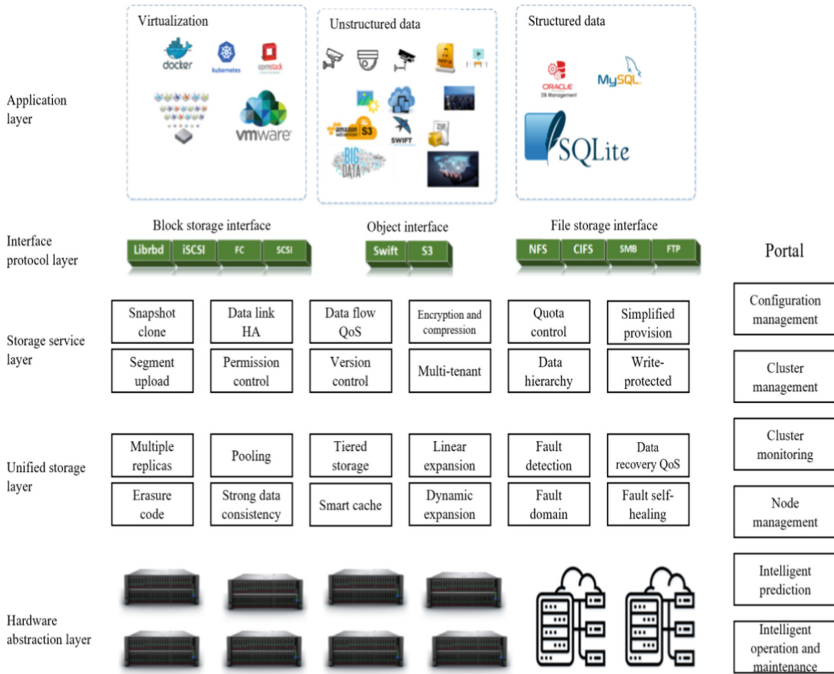 Virtualization
Unstructured data
Structured data
docker
kubernetes
openstack
vmware
amazon
S3
SWIFT
ZIP
BIG
DATA
ORACLE
DB Management
MySQL
SQLite
Application
layer
Block storage interface
Object interface
File storage interface
Interface
protocol layer
Librbd
iSCSI
FC
SCSI
Swift
S3
NFS
CIFS
SMB
FTP
Portal
Storage service
layer
Snapshot
clone
Data link
HA
Data flow
QoS
Encryption and
compression
Quota
control
Simplified
provision
Segment
upload
Permission
control
Version
control
Multi-tenant
Data
hierarchy
Write-
protected
Unified storage
layer
Multiple
replicas
Pooling
Tiered
storage
Linear
expansion
Fault
detection
Data
recovery QoS
Erasure
code
Strong data
consistency
Smart cache
Dynamic
expansion
Fault
domain
Fault self-
healing
Hardware
abstraction layer
Configuration
management
Cluster
management
Cluster
monitoring
Node
management
Intelligent
prediction
Intelligent
operation and
maintenance